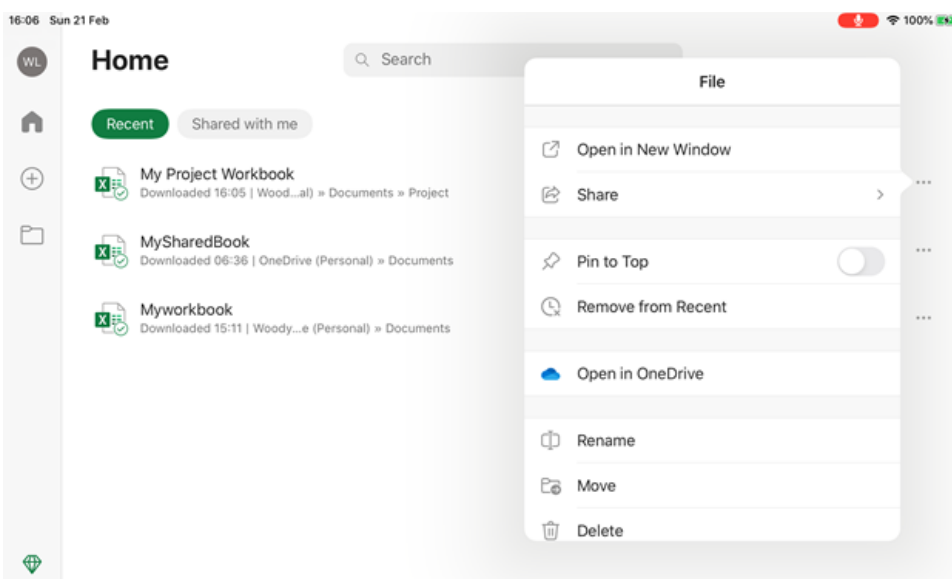 16:06 Sun 21 Feb
100%
WL
Home
Search
File
Recent
Shared with me
Open in New Window
My Project Workbook
Downloaded 16:05 | Wood...al) » Documents » Project
Share
MySharedBook
Downloaded 06:36 | OneDrive (Personal) » Documents
Pin to Top
Myworkbook
Downloaded 15:11 | Woody...e (Personal) » Documents
Remove from Recent
Open in OneDrive
Rename
Move
Delete